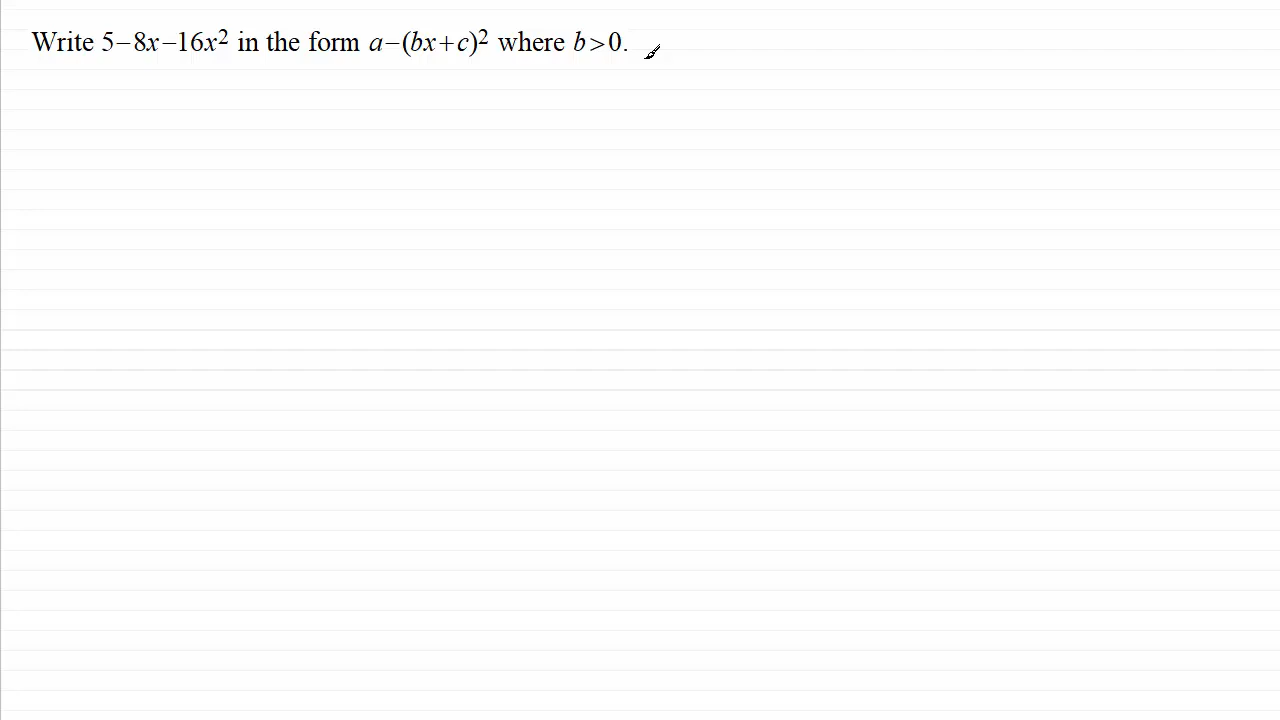 Write 5−8x−16x² in the form a−(bx+c)² where b>0.